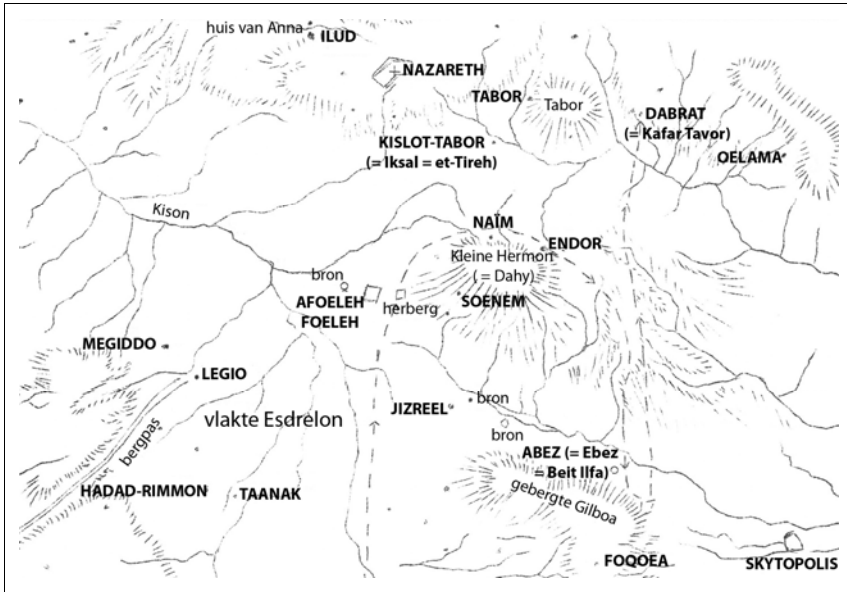 huis van Anna
ILUD
NAZARETH
TABOR
Tabor
DABRAT
(= Kafar Tavor)
KISLOT-TABOR
(= Iksal = et-Tireh)
OELAMA
Kison
NAÏM
ENDOR
Kleine Hermon
(= Dahy)
bron
AFOELEH
FOELEH
herberg
SOENEM
MEGIDDO
LEGIO
vlakte Esdrelon
JIZREEL
bron
bron
bergpas
ABEZ (= Ebez
= Beit Ilfa)
gebergte Gilboa
HADAD-RIMMON
TAANAK
FOQOEA
SKYTOPOLIS